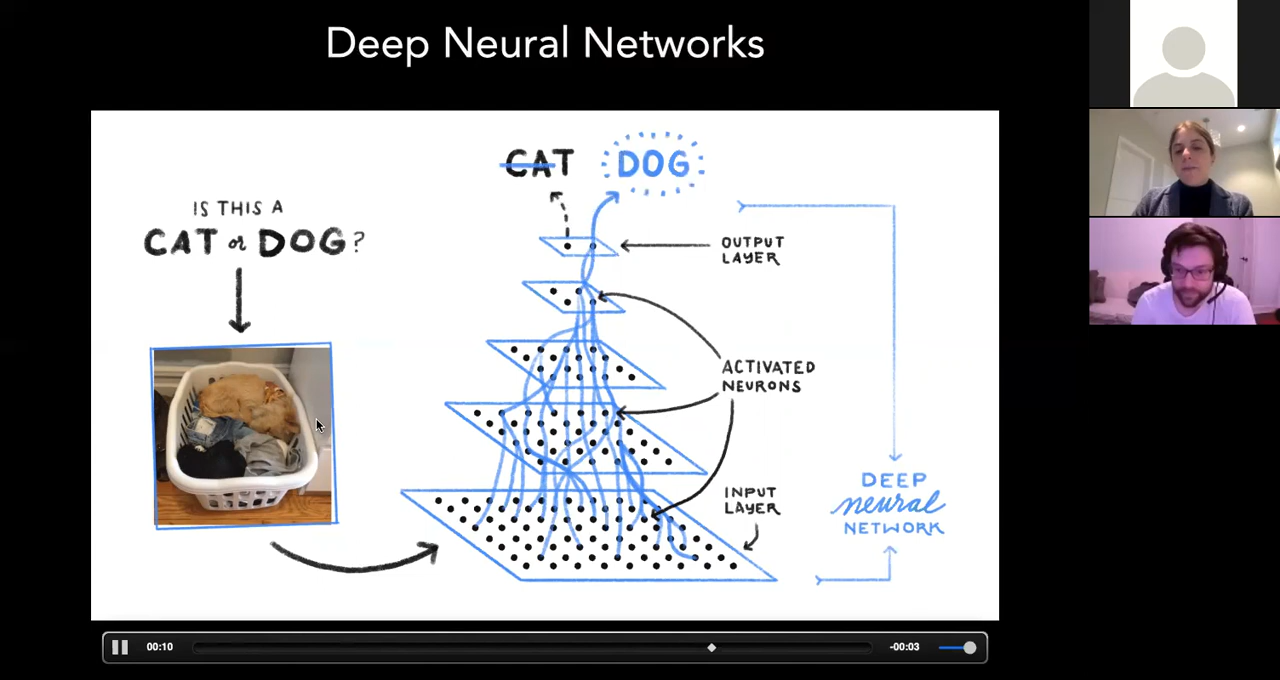 Deep Neural Networks
IS THIS A
CAT or DOG?
CAT DOG
OUTPUT
LAYER
ACTIVATED
NEURONS
INPUT
LAYER
DEEP
neural
NETWORK
00:10
-00:03